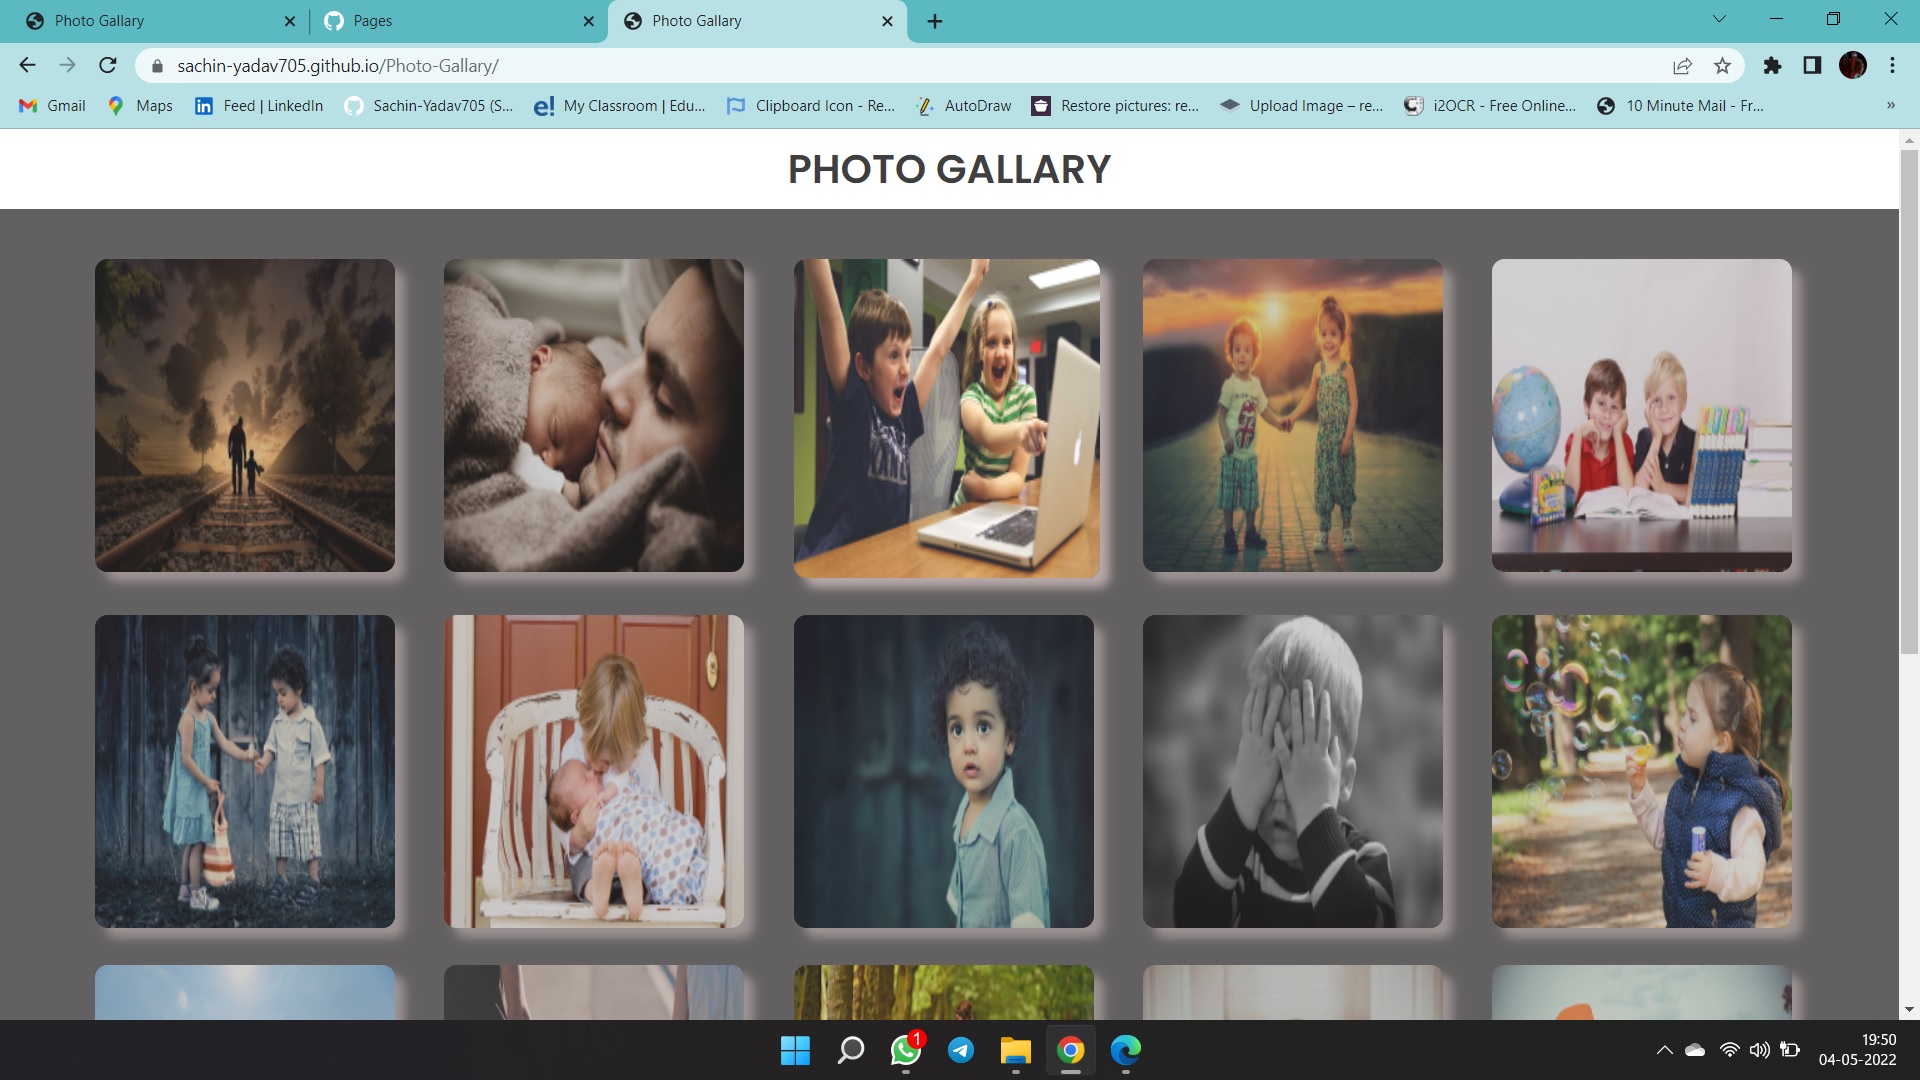 Photo Gallary
Pages
Photo Gallary
sachin-yadav705.github.io/Photo-Gallary/
Gmail
Maps
Feed | LinkedIn
Sachin-Yadav705 (S...
My Classroom | Edu...
Clipboard Icon - Re...
AutoDraw
Restore pictures: re...
Upload Image – re...
i2OCR - Free Online...
10 Minute Mail - Fr...
»
PHOTO GALLARY
1
19:50
04-05-2022